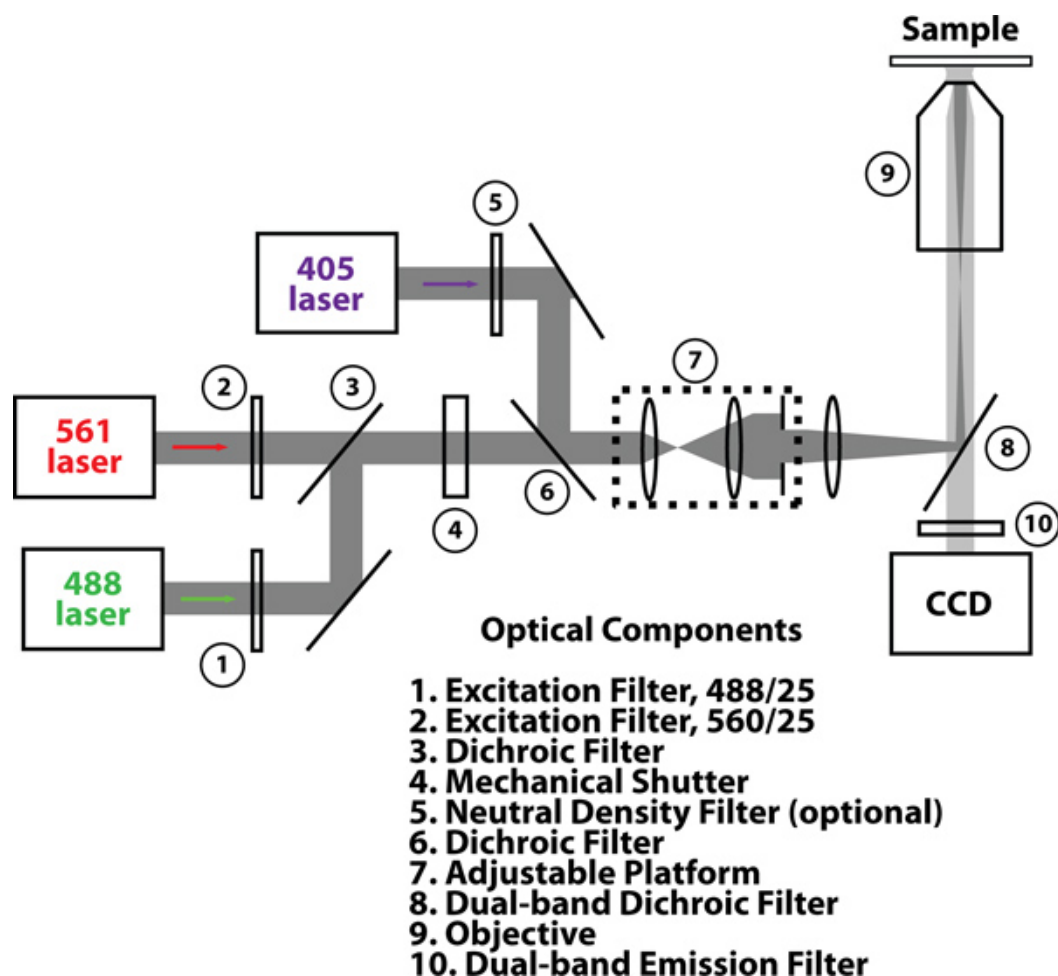 Sample
9
5
405
laser
7
2
3
561
laser
8
6
4
10
488
laser
CCD
1
Optical Components
1. Excitation Filter, 488/25
2. Excitation Filter, 560/25
3. Dichroic Filter
4. Mechanical Shutter
5. Neutral Density Filter (optional)
6. Dichroic Filter
7. Adjustable Platform
8. Dual-band Dichroic Filter
9. Objective
10. Dual-band Emission Filter